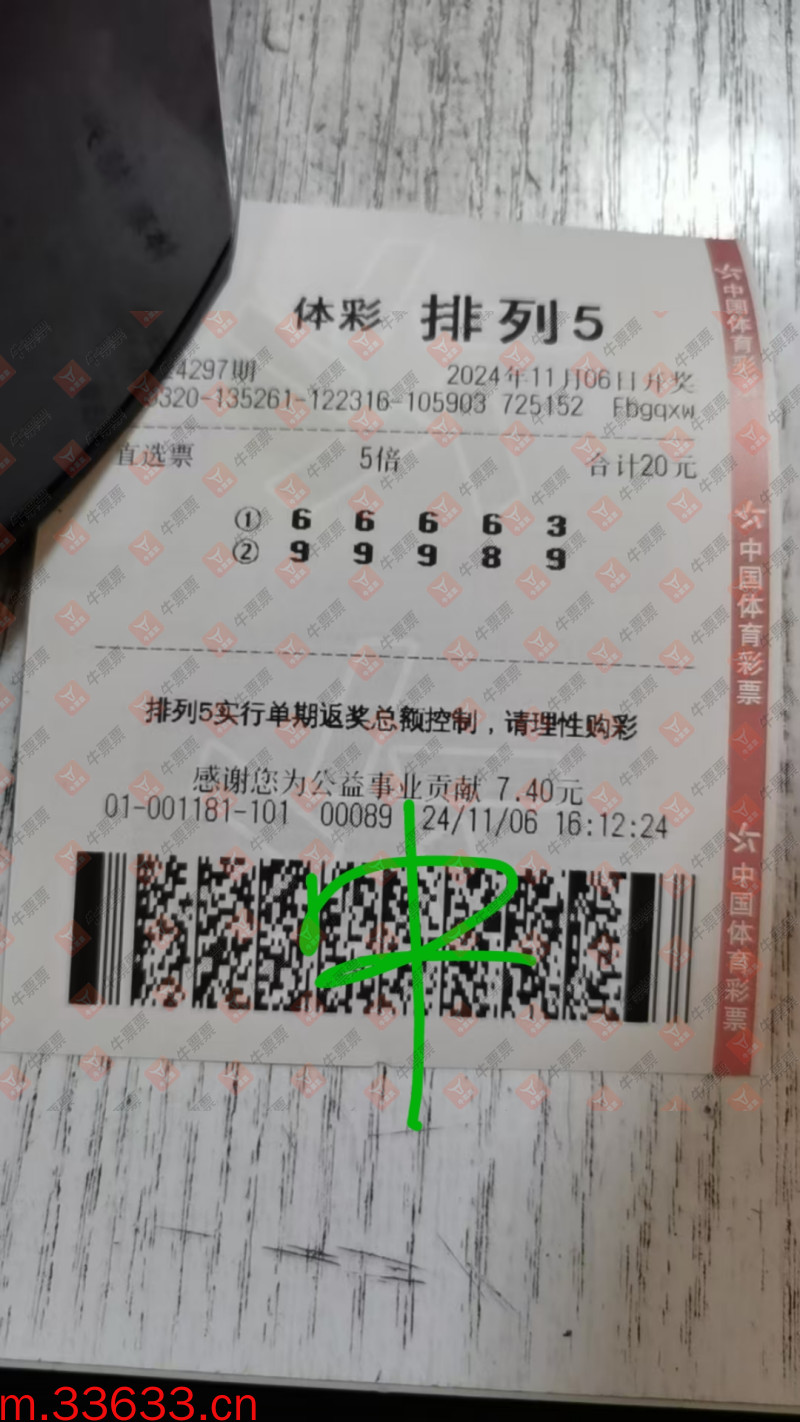 体彩 排列5
4297期 2024年11月06日开奖
0320-135261-122316-105903 725152 Fbgqxw
直选票 5倍 合计20元
① 6 6 6 6 3
② 9 9 9 8 9
排列5实行单期返奖总额控制，请理性购彩
感谢您为公益事业贡献 7.40元
01-001181-101 00089 24/11/06 16:12:24
中国体育彩
中国体育彩票
中国体育彩票
牛票票
中
m.33633.cn